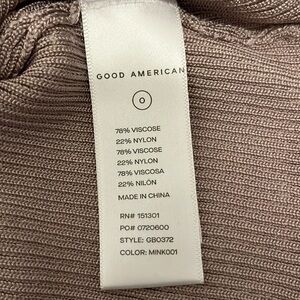 GOOD AMERICAN
0
78% VISCOSE
22% NYLON
78% VISCOSE
22% NYLON
78% VISCOSA
22% NILÓN
MADE IN CHINA
RN# 151301
PO# 0720600
STYLE: GB0372
COLOR: MINK001